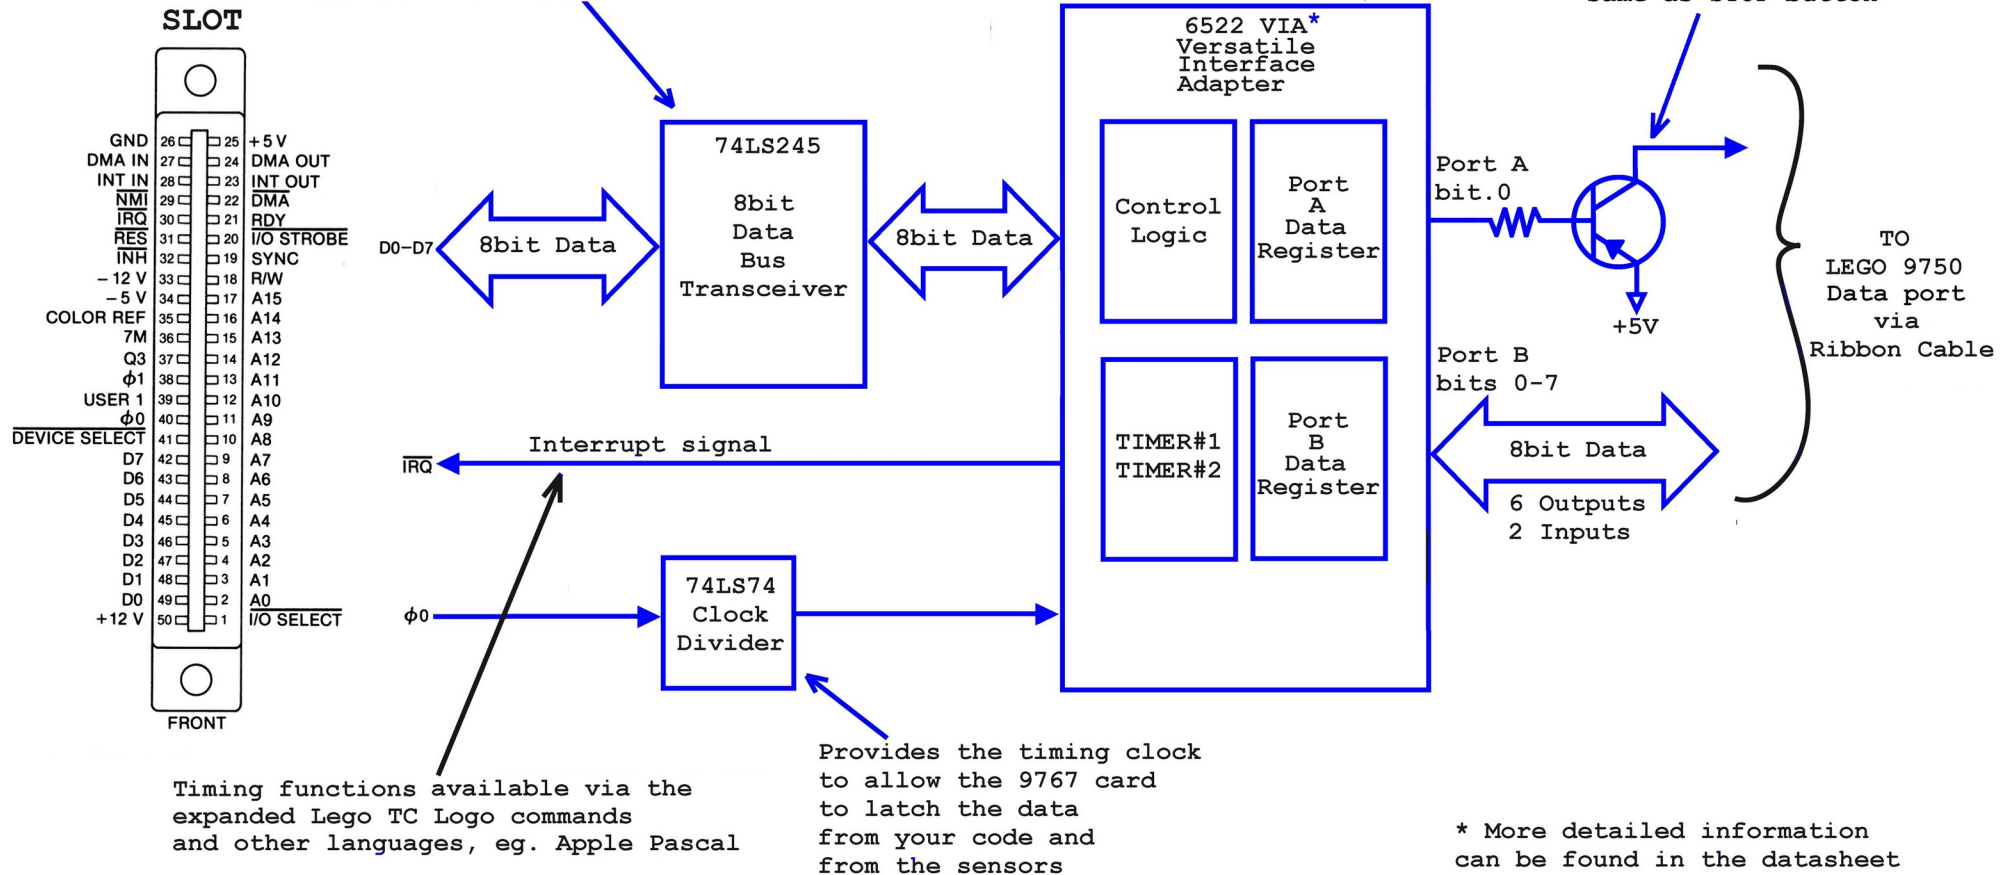 SLOT
GND 26 25 +5 V
DMA IN 27 24 DMA OUT
INT IN 28 23 INT OUT
NMI 29 22 DMA
IRQ 30 21 RDY
RES 31 20 I/O STROBE
INH 32 19 SYNC
-12 V 33 18 R/W
-5 V 34 17 A15
COLOR REF 35 16 A14
7M 36 15 A13
Q3 37 14 A12
ϕ1 38 13 A11
USER 1 39 12 A10
ϕ0 40 11 A9
DEVICE SELECT 41 10 A8
D7 42 9 A7
D6 43 8 A6
D5 44 7 A5
D4 45 6 A4
D3 46 5 A3
D2 47 4 A2
D1 48 3 A1
D0 49 2 A0
+12 V 50 1 I/O SELECT
FRONT
D0-D7
8bit Data
74LS245
8bit
Data
Bus
Transceiver
8bit Data
6522 VIA*
Versatile
Interface
Adapter
Control
Logic
Port
A
Data
Register
TIMER#1
TIMER#2
Port
B
Data
Register
Port A
bit.0
+5V
Port B
bits 0-7
8bit Data
6 Outputs
2 Inputs
TO
LEGO 9750
Data port
via
Ribbon Cable
Interrupt signal
IRQ
ϕ0
74LS74
Clock
Divider
Timing functions available via the
expanded Lego TC Logo commands
and other languages, eg. Apple Pascal
Provides the timing clock
to allow the 9767 card
to latch the data
from your code and
from the sensors
* More detailed information
can be found in the datasheet